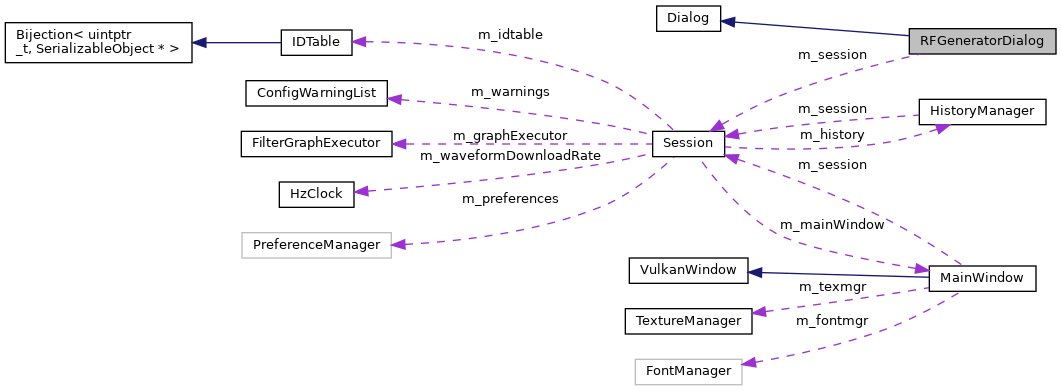 Dialog
Bijection< uintptr
_t, SerializableObject * >
IDTable
m_idtable
RFGeneratorDialog
m_session
ConfigWarningList
m_warnings
m_session
HistoryManager
FilterGraphExecutor
m_graphExecutor
Session
m_history
m_waveformDownloadRate
m_session
HzClock
m_preferences
m_mainWindow
PreferenceManager
VulkanWindow
MainWindow
m_texmgr
TextureManager
m_fontmgr
FontManager